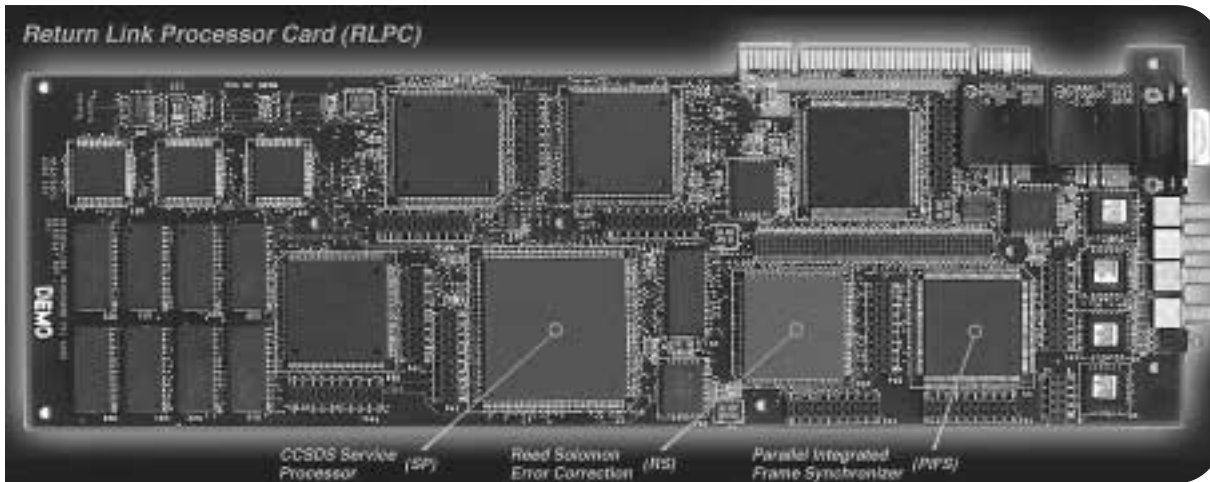 Return Link Processor Card (RLPC)
DEMO
CCSDS Service
Processor
(SP)
Reed Solomon
Error Correction
(RS)
Parallel Integrated
Frame Synchronizer
(PIFS)